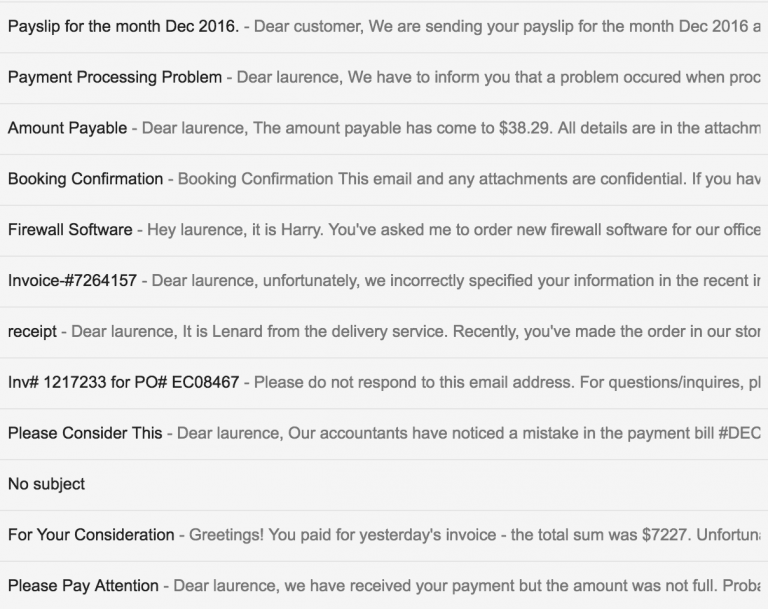 Payslip for the month Dec 2016. - Dear customer, We are sending your payslip for the month Dec 2016 a
Payment Processing Problem - Dear laurence, We have to inform you that a problem occured when proc
Amount Payable - Dear laurence, The amount payable has come to $38.29. All details are in the attachm
Booking Confirmation - Booking Confirmation This email and any attachments are confidential. If you hav
Firewall Software - Hey laurence, it is Harry. You've asked me to order new firewall software for our office
Invoice-#7264157 - Dear laurence, unfortunately, we incorrectly specified your information in the recent in
receipt - Dear laurence, It is Lenard from the delivery service. Recently, you've made the order in our stor
Inv# 1217233 for PO# EC08467 - Please do not respond to this email address. For questions/inquires, pl
Please Consider This - Dear laurence, Our accountants have noticed a mistake in the payment bill #DEC
No subject
For Your Consideration - Greetings! You paid for yesterday's invoice - the total sum was $7227. Unfortuna
Please Pay Attention - Dear laurence, we have received your payment but the amount was not full. Proba